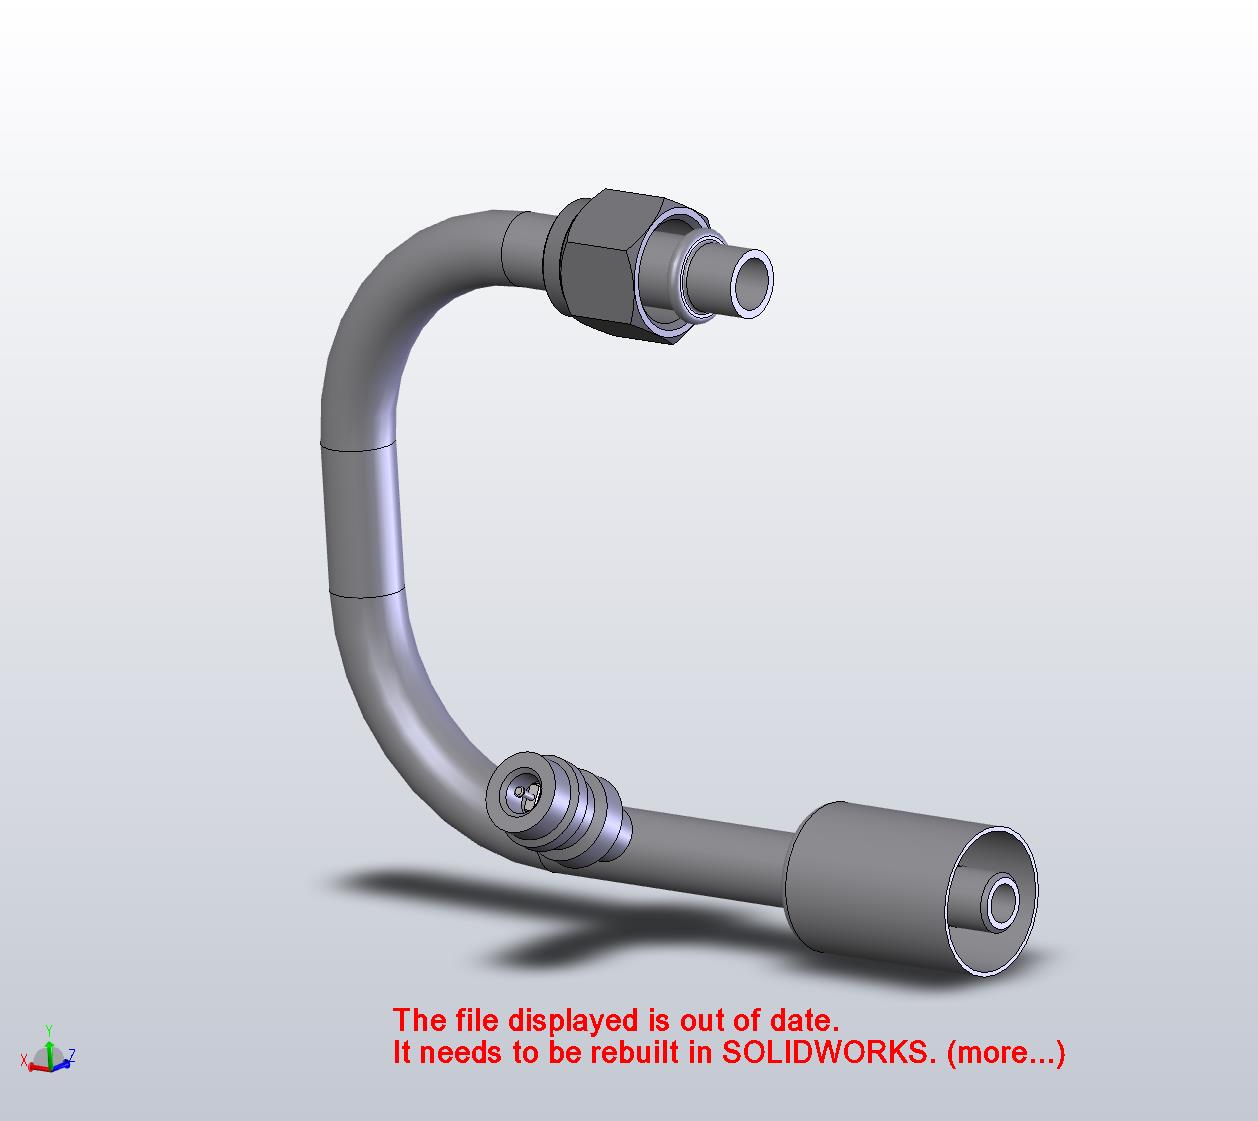 The file displayed is out of date.
It needs to be rebuilt in SOLIDWORKS. (more...)
Y
X
Z